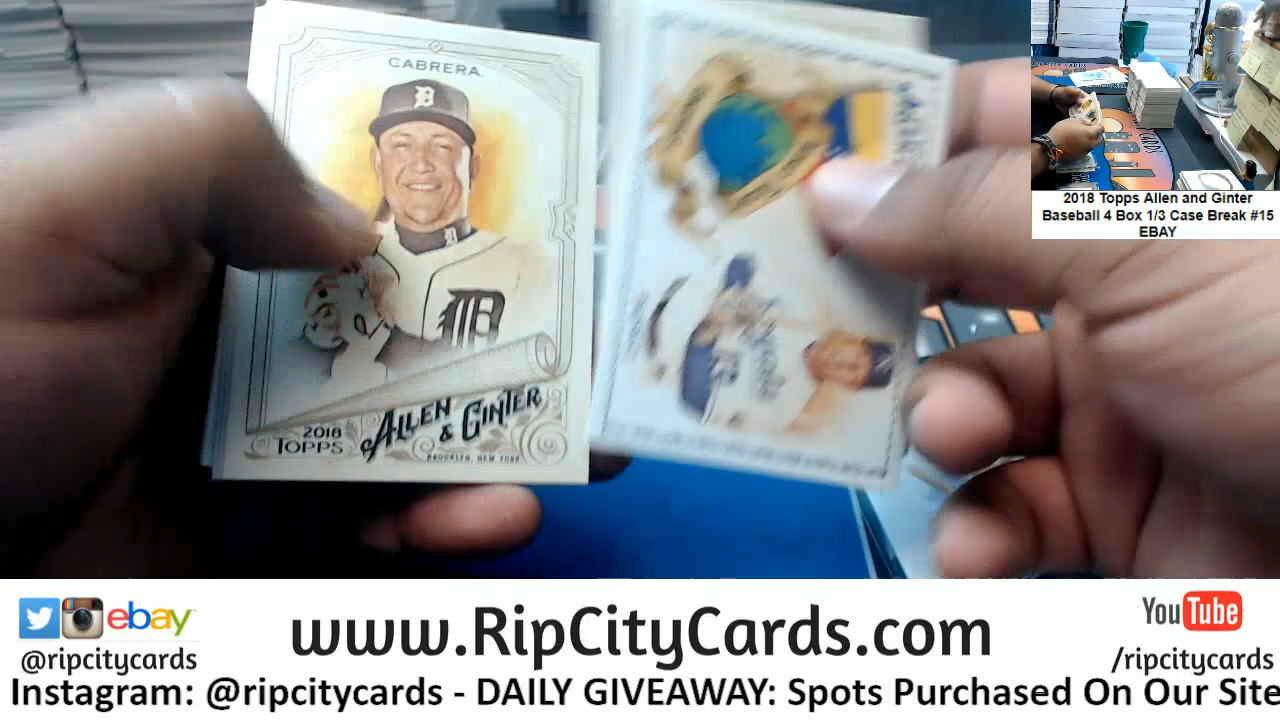 CABRERA
2018
TOPPS
ALLEN
& GINTER
BROOKLYN, NEW YORK
2018 Topps Allen and Ginter
Baseball 4 Box 1/3 Case Break #15
EBAY
ebay
@ripcitycards
www.RipCityCards.com
YouTube
/ripcitycards
Instagram: @ripcitycards - DAILY GIVEAWAY: Spots Purchased On Our Site